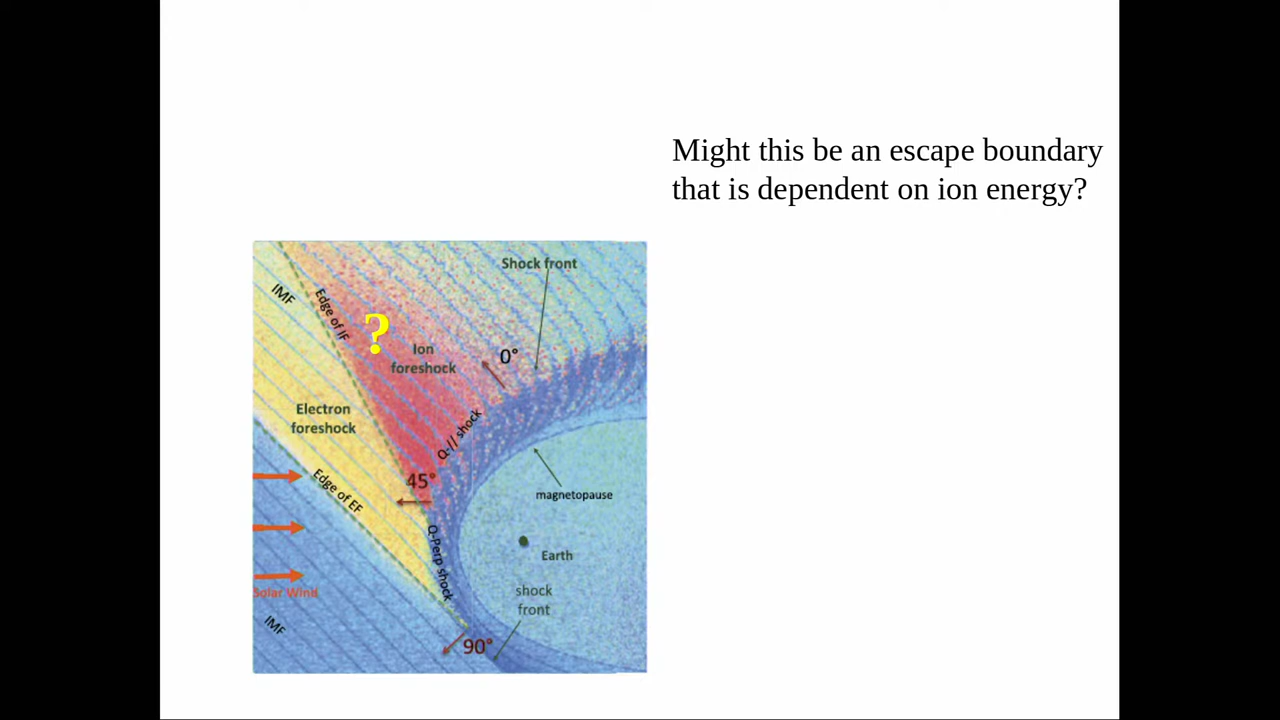 Might this be an escape boundary
that is dependent on ion energy?
Shock front
IMF
Edge of IF
?
Ion
foreshock
0°
Electron
foreshock
Q-// shock
45°
Edge of EF
magnetopause
Q-Perp shock
Earth
Solar Wind
shock
front
IMF
90°